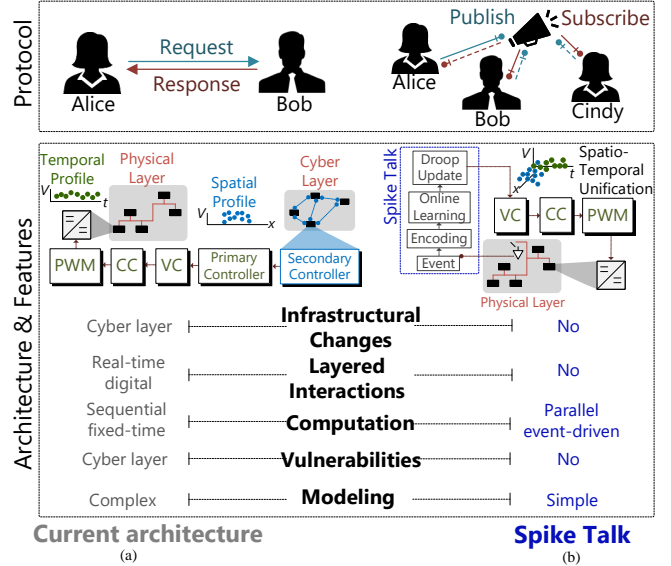 Protocol
Request
Response
Alice
Bob
Publish
Subscribe
Alice
Bob
Cindy
Architecture & Features
Temporal
Profile
V
t
Physical
Layer
Spatial
Profile
V
x
Cyber
Layer
PWM
CC
VC
Primary
Controller
Secondary
Controller
Spike Talk
Droop
Update
Online
Learning
Encoding
Event
V
x
t
Spatio-
Temporal
Unification
VC
CC
PWM
Physical Layer
Cyber layer
Infrastructural
Changes
No
Real-time
digital
Layered
Interactions
No
Sequential
fixed-time
Computation
Parallel
event-driven
Cyber layer
Vulnerabilities
No
Complex
Modeling
Simple
Current architecture
Spike Talk
(a)
(b)